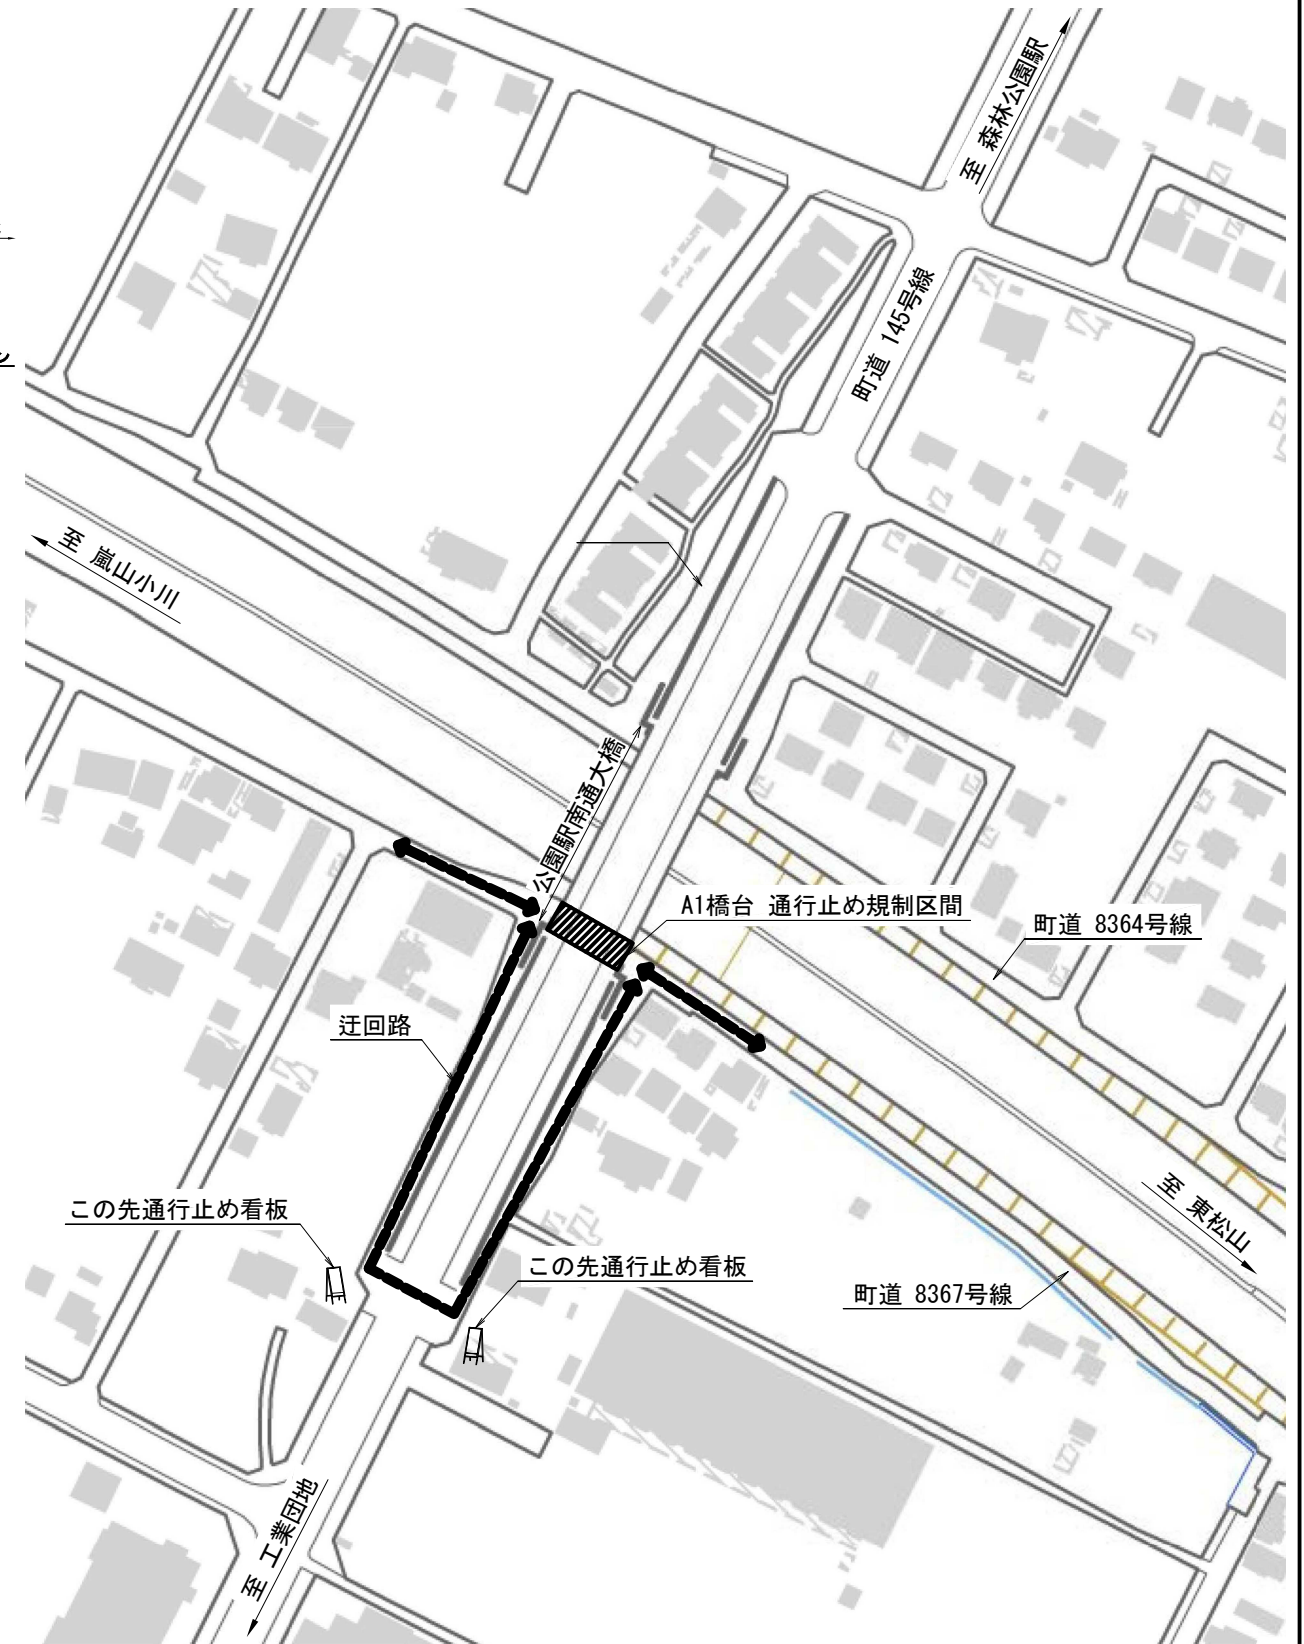 至 森林公園駅
町道 145号線
至 嵐山小川
公園駅南通大橋
A1橋台 通行止め規制区間
町道 8364号線
迂回路
至 東松山
この先通行止め看板
この先通行止め看板
町道 8367号線
至 工業団地